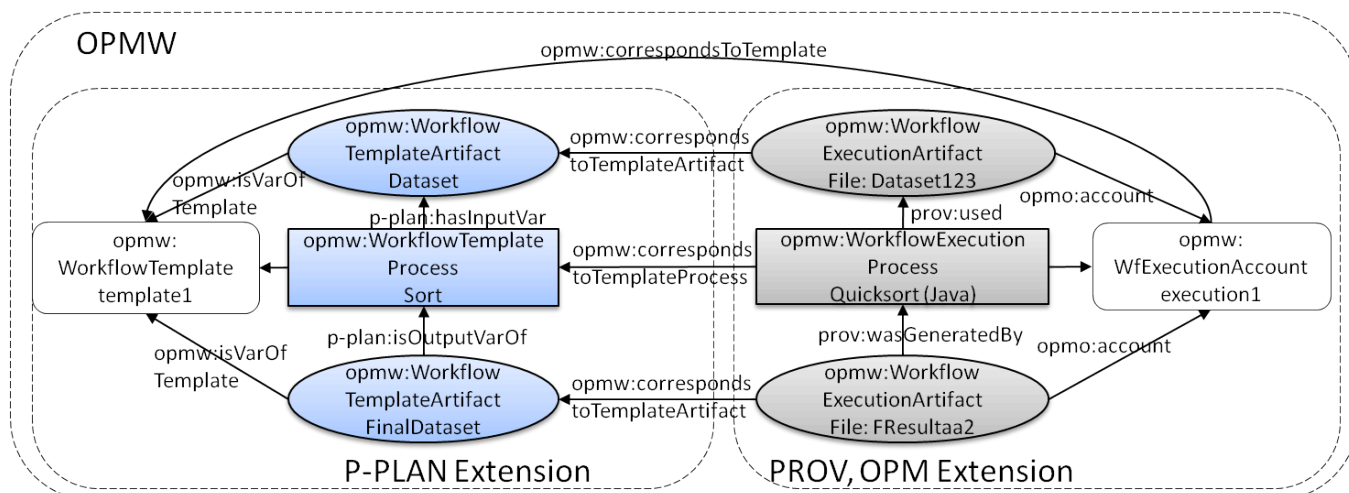 OPMW
opmw:correspondsToTemplate
opmw:Workflow
TemplateArtifact
Dataset
opmw:corresponds
toTemplateArtifact
opmw:Workflow
ExecutionArtifact
File: Dataset123
opmw:isVarOf
Template
p-plan:hasInputVar
prov:used
opmo:account
opmw:
WorkflowTemplate
template1
opmw:WorkflowTemplate
Process
Sort
opmw:corresponds
toTemplateProcess
opmw:WorkflowExecution
Process
Quicksort (Java)
opmw:
WfExecutionAccount
execution1
opmw:isVarOf
Template
p-plan:isOutputVarOf
prov:wasGeneratedBy
opmo:account
opmw:Workflow
TemplateArtifact
FinalDataset
opmw:corresponds
toTemplateArtifact
opmw:Workflow
ExecutionArtifact
File: FResultaa2
P-PLAN Extension
PROV, OPM Extension